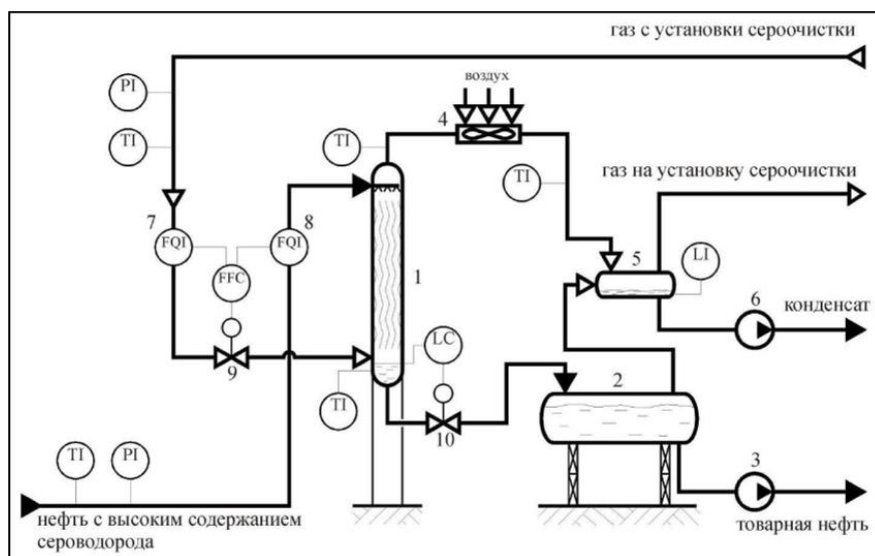 газ с установки сероочистки
PI
воздух
TI
TI
4
газ на установку сероочистки
TI
7
8
FQI
FQI
5
LI
FFC
1
6
конденсат
LC
9
2
TI
10
TI
PI
3
нефть с высоким содержанием
сероводорода
товарная нефть